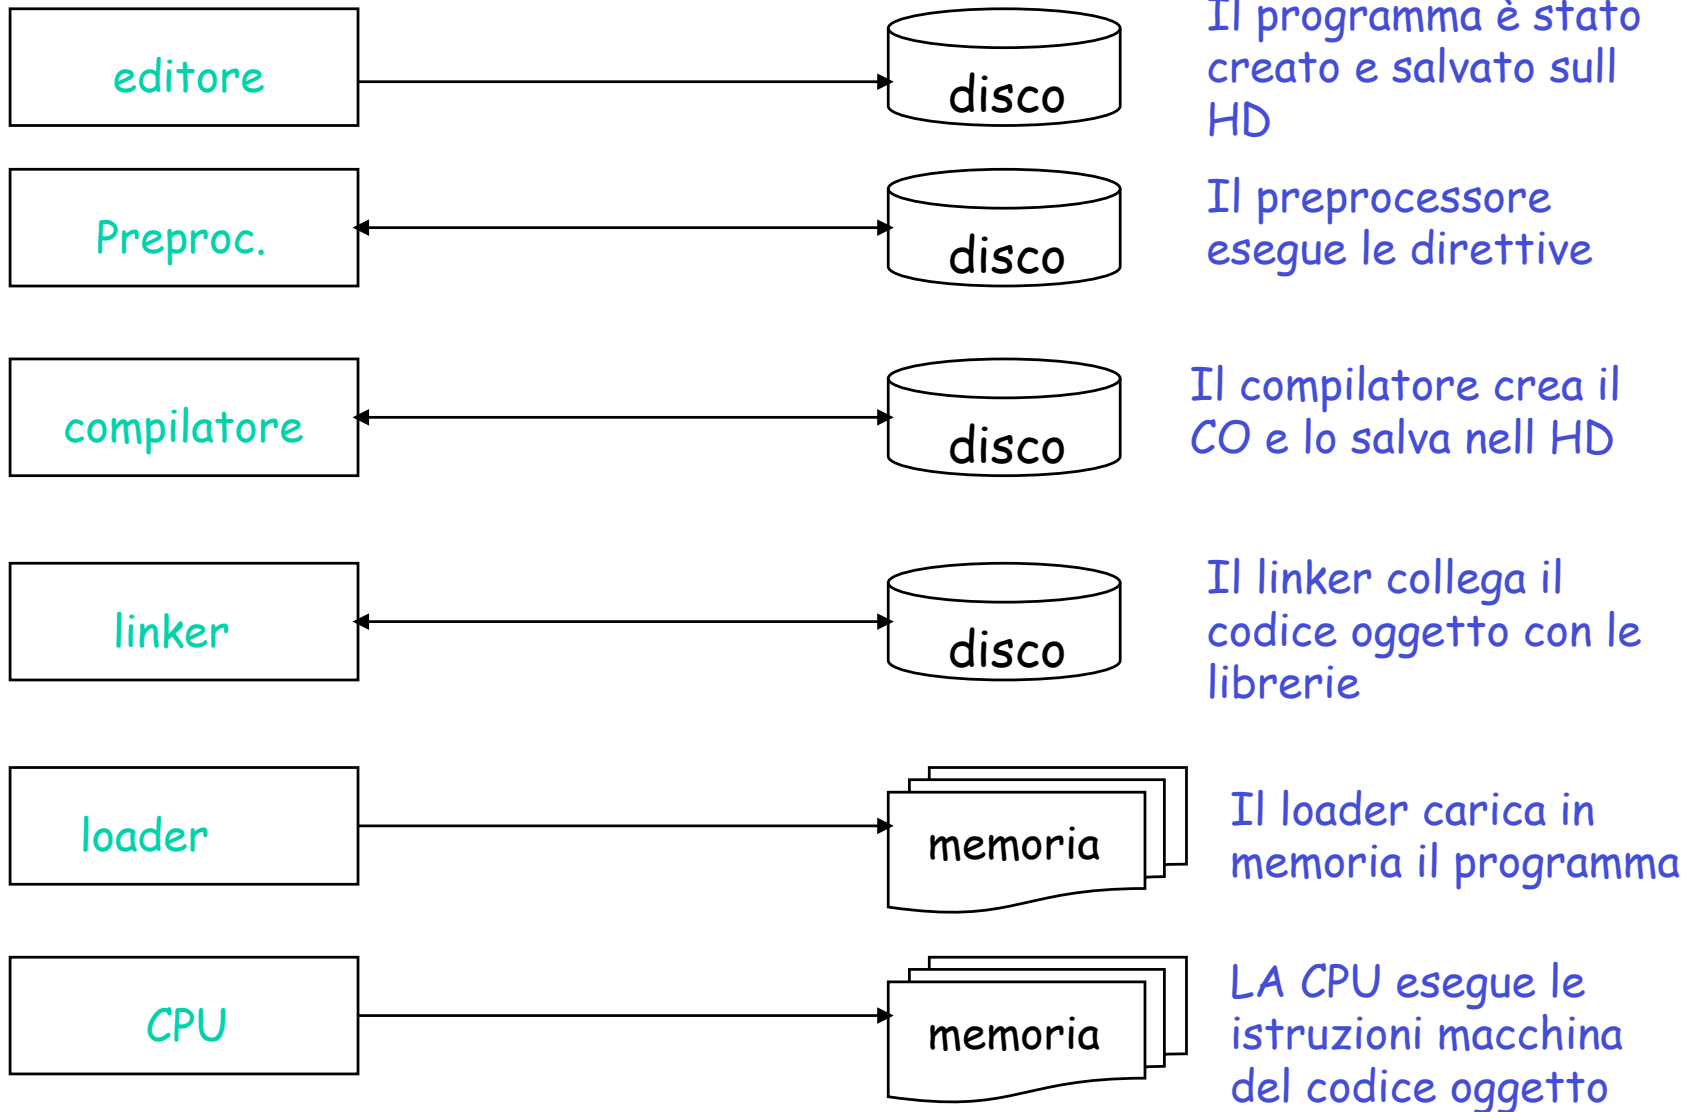 editore
disco
Il programma è stato
creato e salvato sull
HD
Preproc.
disco
Il preprocessore
esegue le direttive
compilatore
disco
Il compilatore crea il
CO e lo salva nell HD
linker
disco
Il linker collega il
codice oggetto con le
librerie
loader
memoria
Il loader carica in
memoria il programma
CPU
memoria
LA CPU esegue le
istruzioni macchina
del codice oggetto